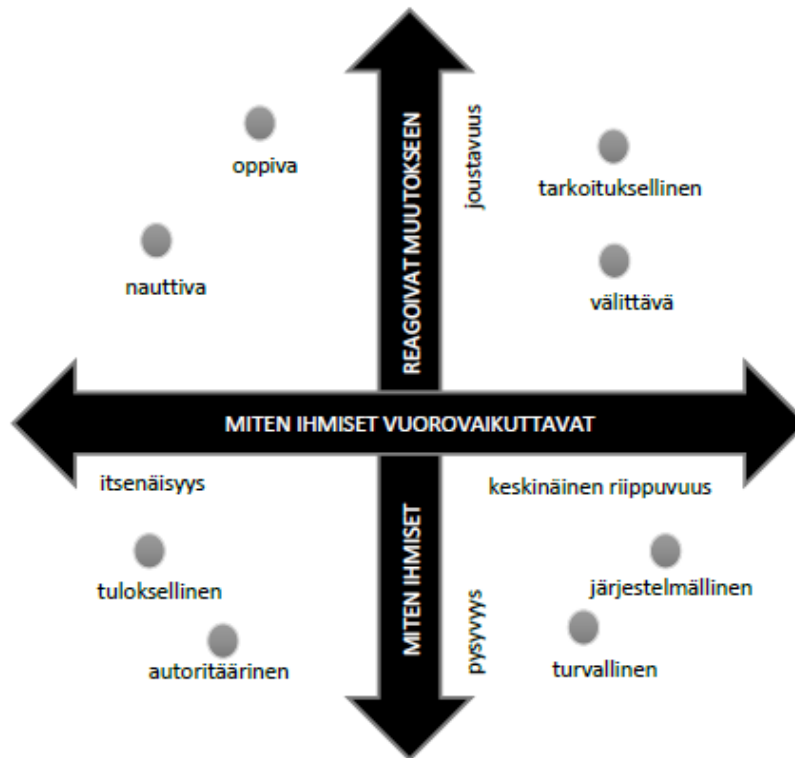 REAGOIVAT MUUTOKSEEN
joustavuus
oppiva
tarkoituksellinen
nauttiva
välittävä
MITEN IHMISET VUOROVAIKUTTAVAT
itsenäisyys
keskinäinen riippuvuus
MITEN IHMISET
pysyvyys
tuloksellinen
järjestelmällinen
autoritäärinen
turvallinen